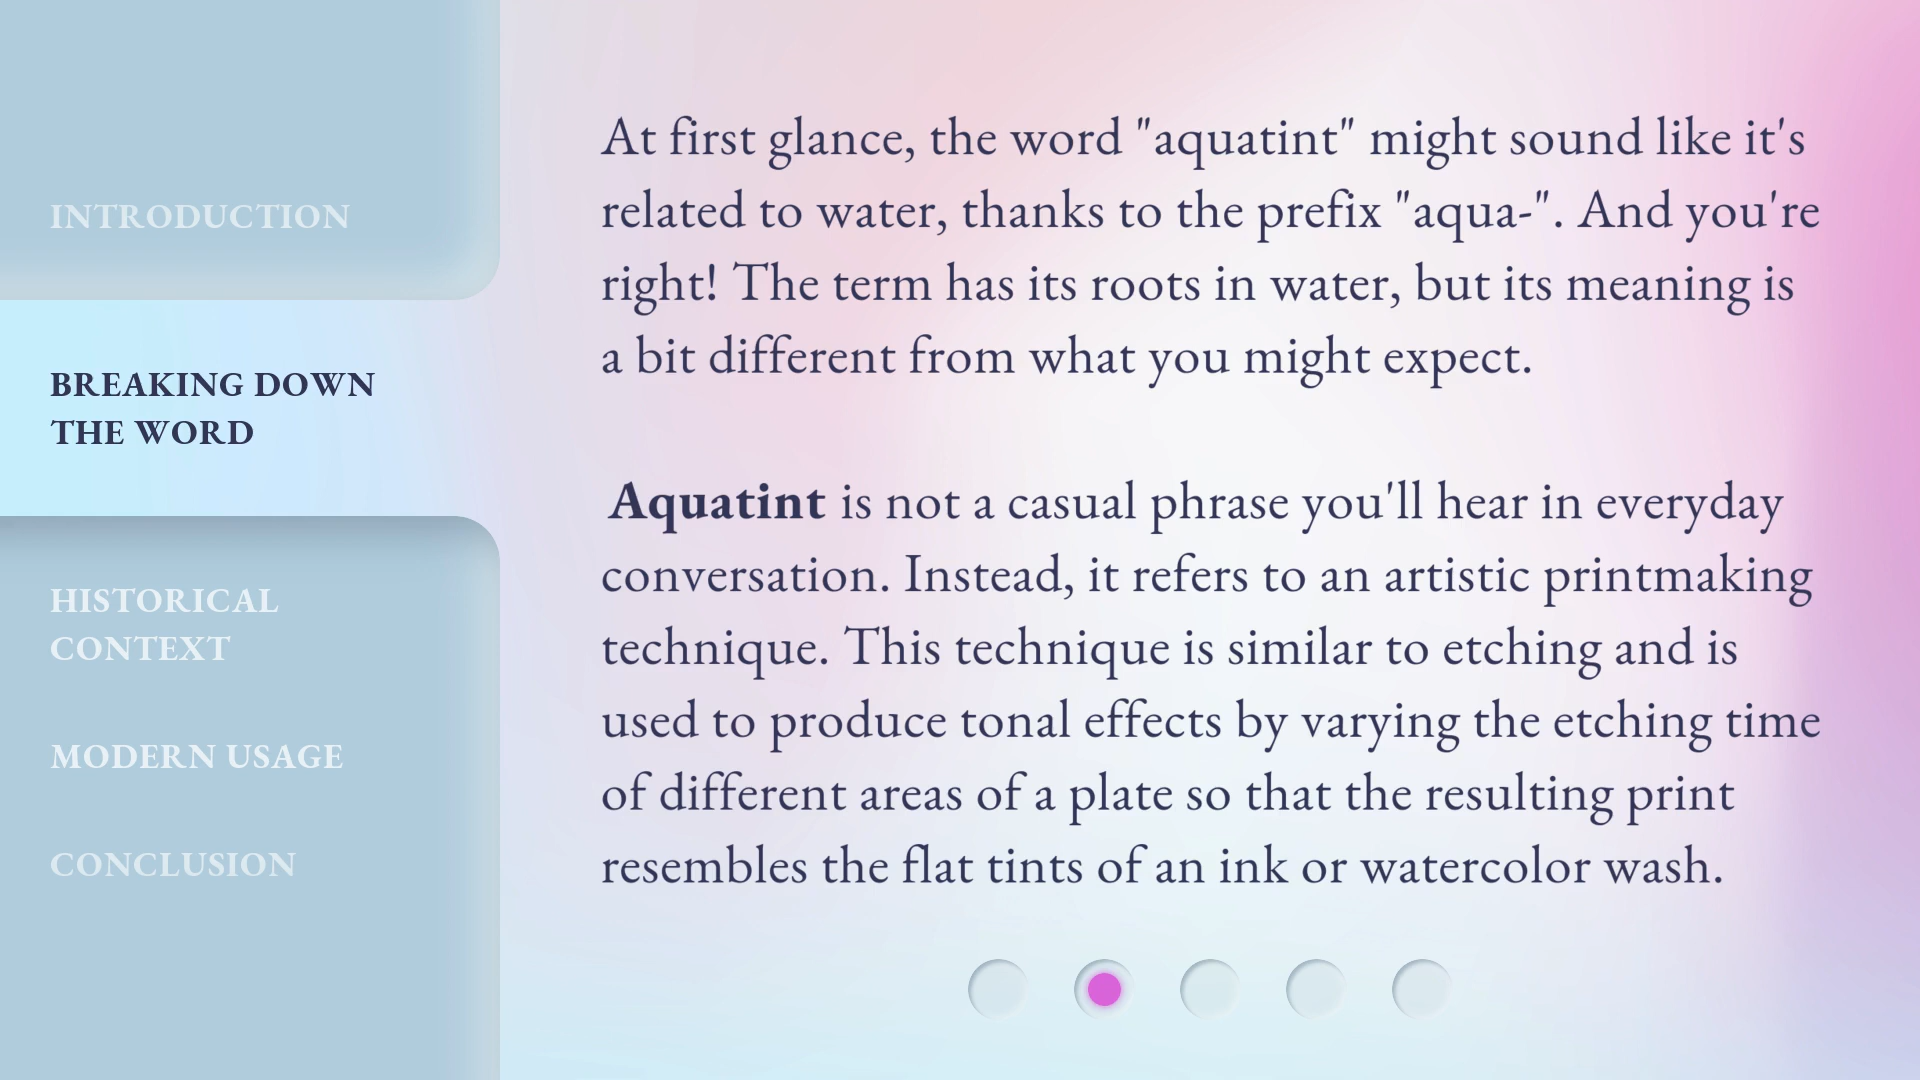 INTRODUCTION
BREAKING DOWN
THE WORD
HISTORICAL
CONTEXT
MODERN USAGE
CONCLUSION
At first glance, the word "aquatint" might sound like it's
related to water, thanks to the prefix "aqua-". And you're
right! The term has its roots in water, but its meaning is
a bit different from what you might expect.
Aquatint is not a casual phrase you'll hear in everyday
conversation. Instead, it refers to an artistic printmaking
technique. This technique is similar to etching and is
used to produce tonal effects by varying the etching time
of different areas of a plate so that the resulting print
resembles the flat tints of an ink or watercolor wash.